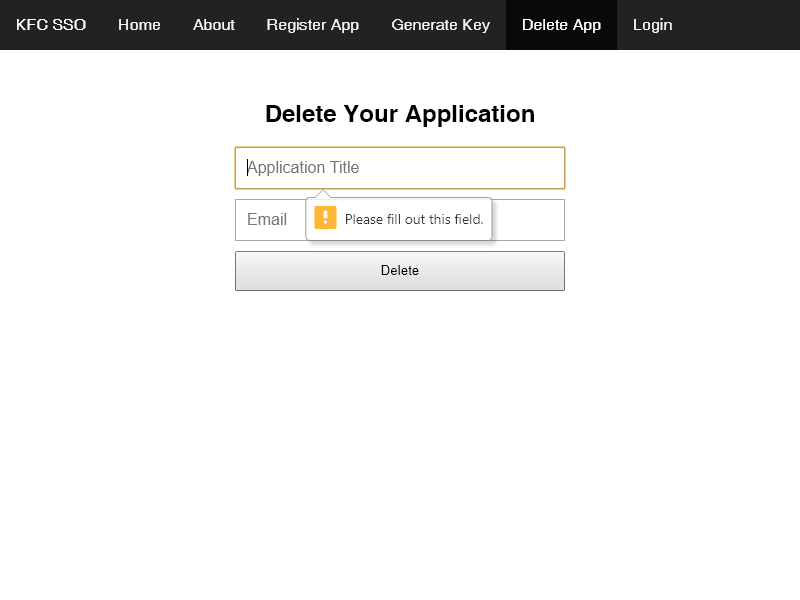 KFC SSO Home About Register App Generate Key Delete App Login
Delete Your Application
Application Title
Email
Please fill out this field.
Delete